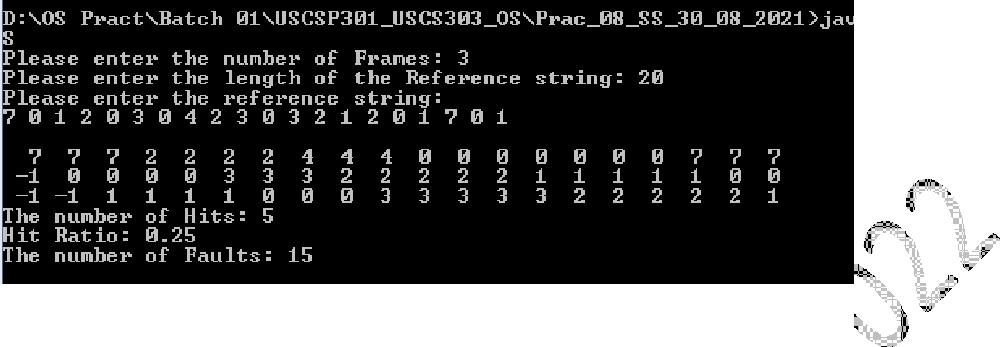 D:\OS Pract\Batch 01\USCSP301_USCS303_OS\Prac_08_SS_30_08_2021>jav
S
Please enter the number of Frames: 3
Please enter the length of the Reference string: 20
Please enter the reference string:
7 0 1 2 0 3 0 4 2 3 0 3 2 1 2 0 1 7 0 1
7 7 7 2 2 2 2 4 4 4 0 0 0 0 0 0 0 7 7 7
-1 0 0 0 0 3 3 3 2 2 2 2 2 1 1 1 1 1 0 0
-1 -1 1 1 1 1 0 0 0 3 3 3 3 3 2 2 2 2 2 1
The number of Hits: 5
Hit Ratio: 0.25
The number of Faults: 15
22